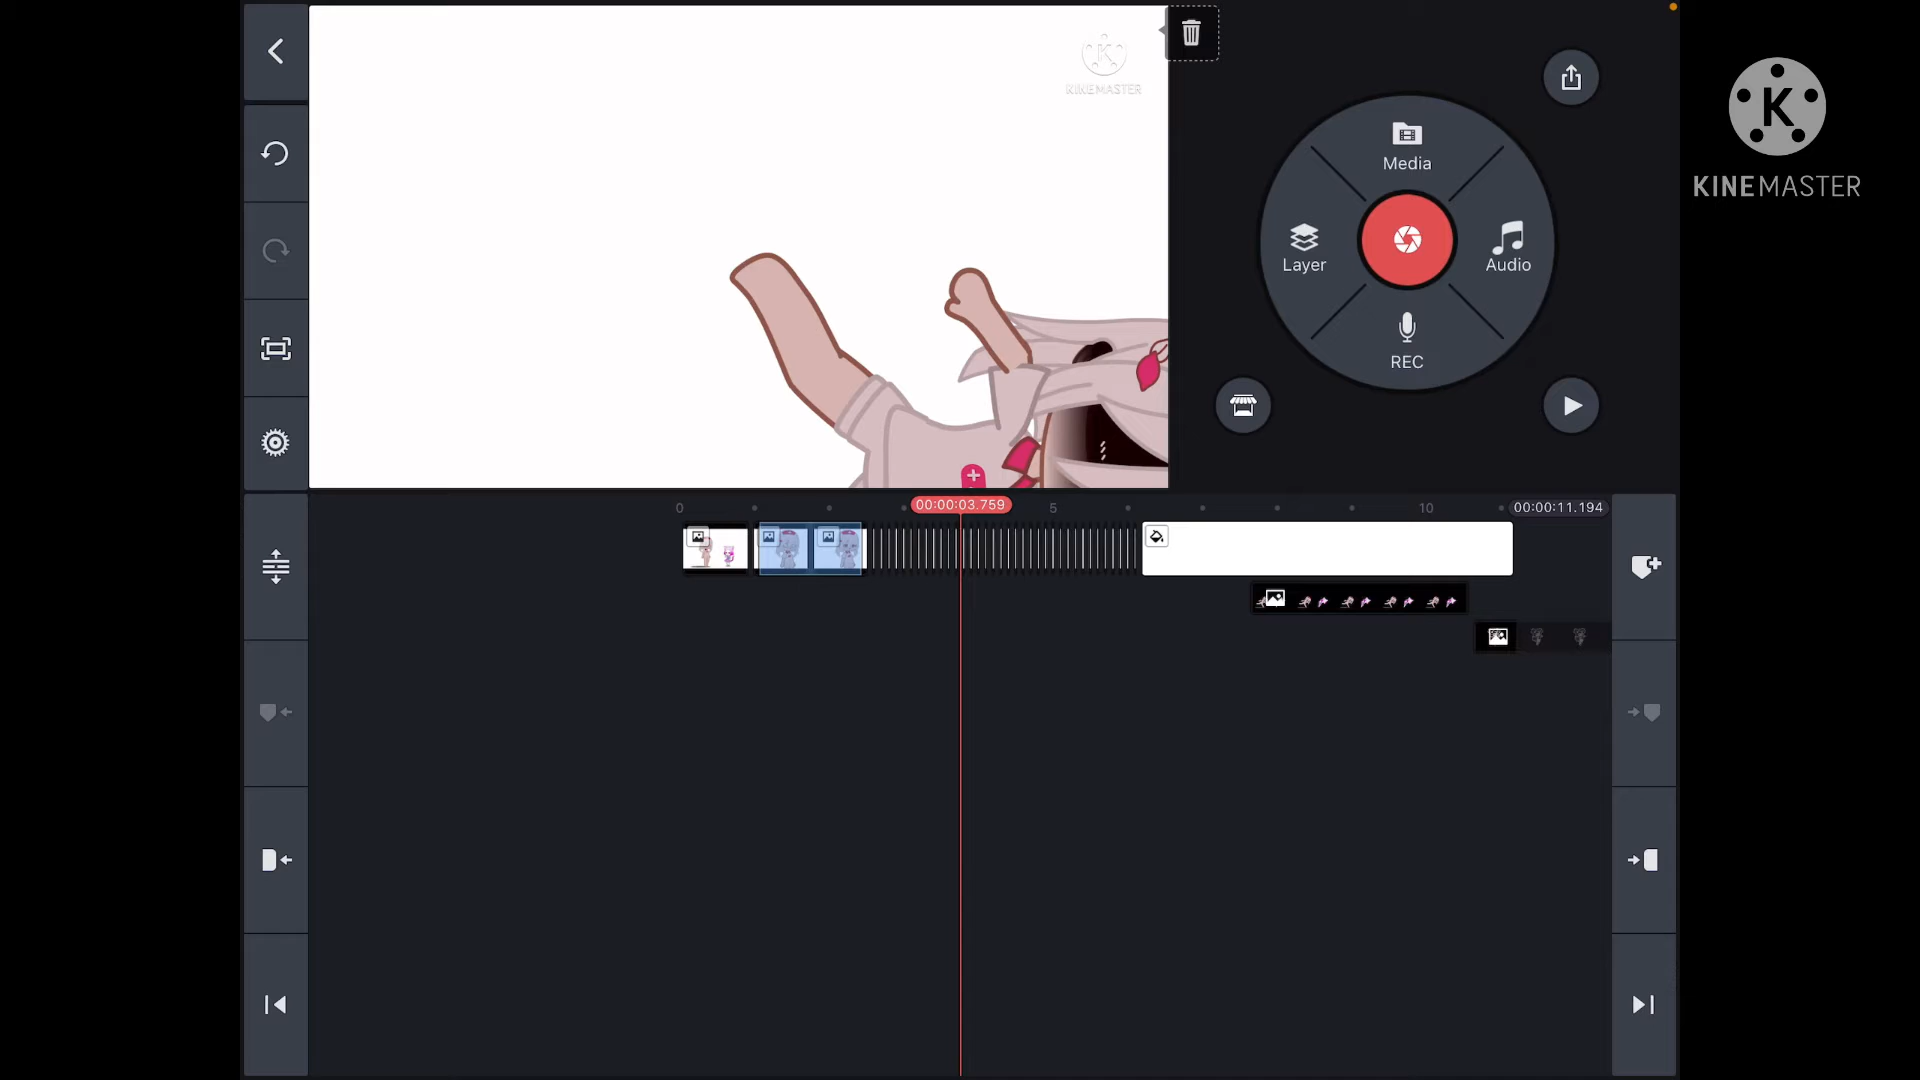 KINEMASTER
Media
Layer
Audio
REC
KINEMASTER
0
00:00:03.759
5
10
00:00:11.194